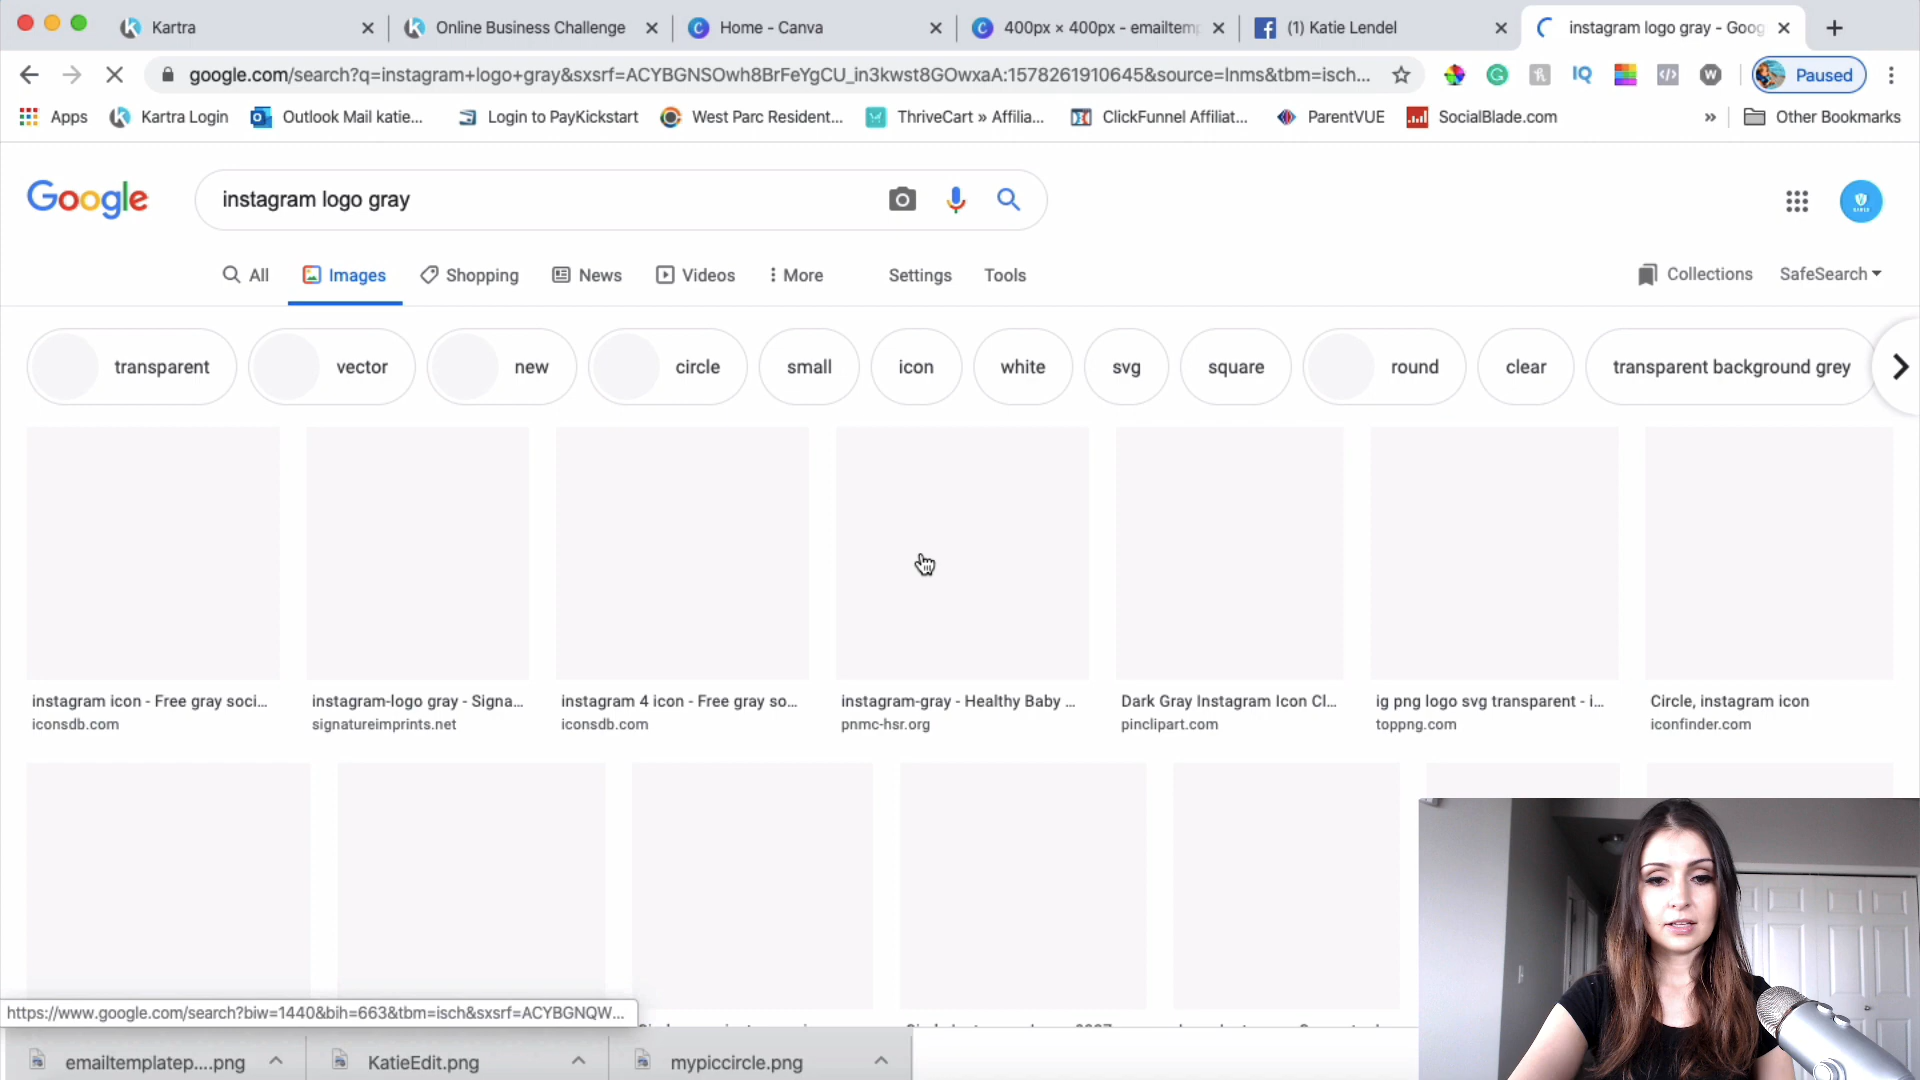 Kartra
Online Business Challenge
Home - Canva
400px × 400px - emailtemp
(1) Katie Lendel
instagram logo gray - Goog
google.com/search?q=instagram+logo+gray&sxsrf=ACYBGNSOwh8BrFeYgCU_in3kwst8GOwxaA:1578261910645&source=lnms&tbm=isch...
Paused
Apps
Kartra Login
Outlook Mail katie...
Login to PayKickstart
West Parc Resident...
ThriveCart » Affilia...
ClickFunnel Affiliat...
ParentVUE
SocialBlade.com
»
Other Bookmarks
Google
instagram logo gray
All
Images
Shopping
News
Videos
More
Settings
Tools
Collections
SafeSearch
transparent
vector
new
circle
small
icon
white
svg
square
round
clear
transparent background grey
instagram icon - Free gray soci...
iconsdb.com
instagram-logo gray - Signa...
signatureimprints.net
instagram 4 icon - Free gray so...
iconsdb.com
instagram-gray - Healthy Baby ...
pnmc-hsr.org
Dark Gray Instagram Icon Cl...
pinclipart.com
ig png logo svg transparent - i...
toppng.com
Circle, instagram icon
iconfinder.com
https://www.google.com/search?biw=1440&bih=663&tbm=isch&sxsrf=ACYBGNQW...
emailtemplatep....png
KatieEdit.png
mypiccircle.png